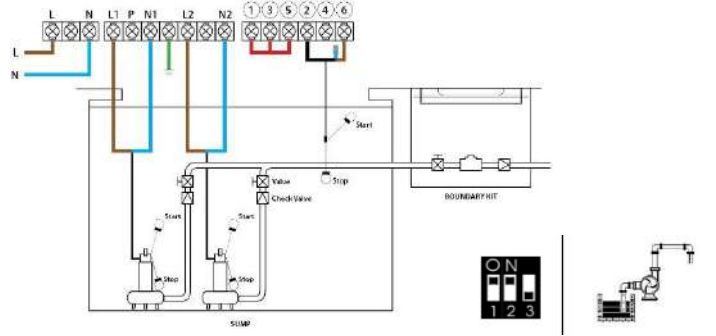 L N L1 P N1 L2 N2 1 3 5 2 4 6
L
N
Start
Stop
Valve
Check Valve
BOUNDARY KIT
Start
Start
Stop
Stop
SUMP
ON
1 2 3